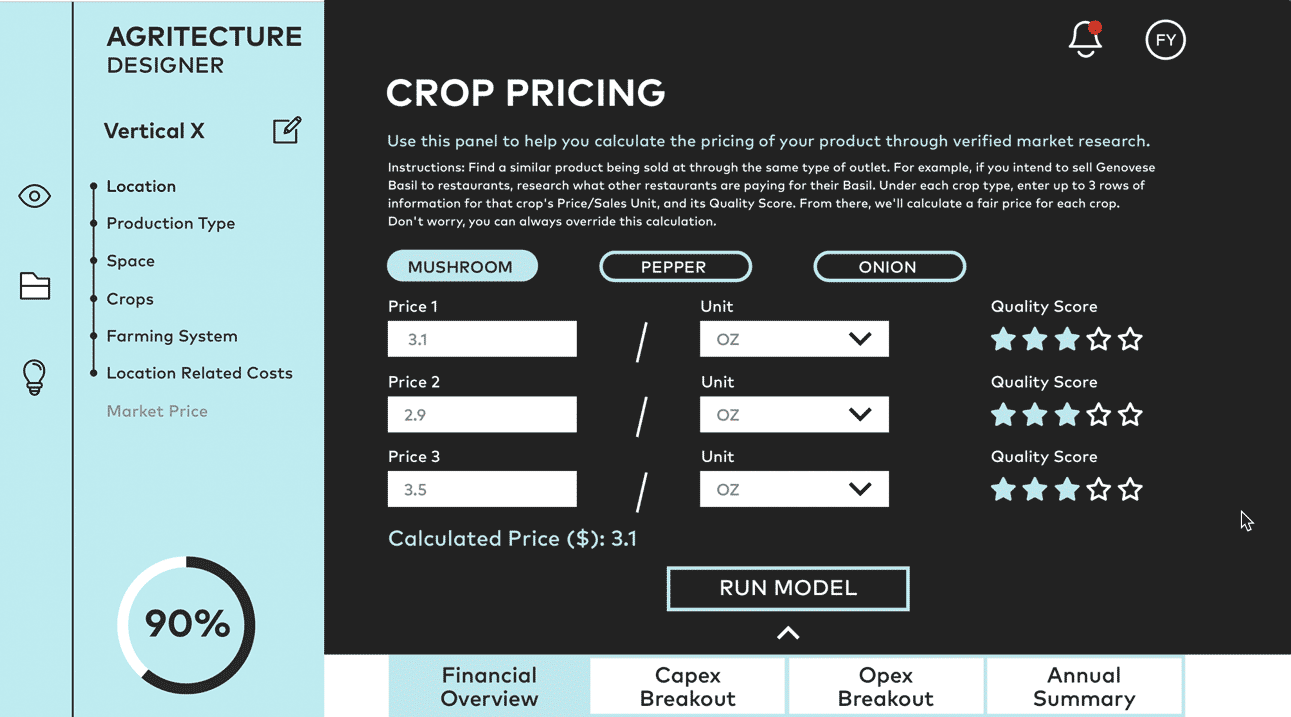 AGRITECTURE
DESIGNER
Vertical X
Location
Production Type
Space
Crops
Farming System
Location Related Costs
Market Price
90%
FY
CROP PRICING
Use this panel to help you calculate the pricing of your product through verified market research.
Instructions: Find a similar product being sold at through the same type of outlet. For example, if you intend to sell Genovese
Basil to restaurants, research what other restaurants are paying for their Basil. Under each crop type, enter up to 3 rows of
information for that crop's Price/Sales Unit, and its Quality Score. From there, we'll calculate a fair price for each crop.
Don't worry, you can always override this calculation.
MUSHROOM PEPPER ONION
Price 1 Unit Quality Score
3.1 / OZ
Price 2 Unit Quality Score
2.9 / OZ
Price 3 Unit Quality Score
3.5 / OZ
Calculated Price ($): 3.1
RUN MODEL
Financial
Overview
Capex
Breakout
Opex
Breakout
Annual
Summary